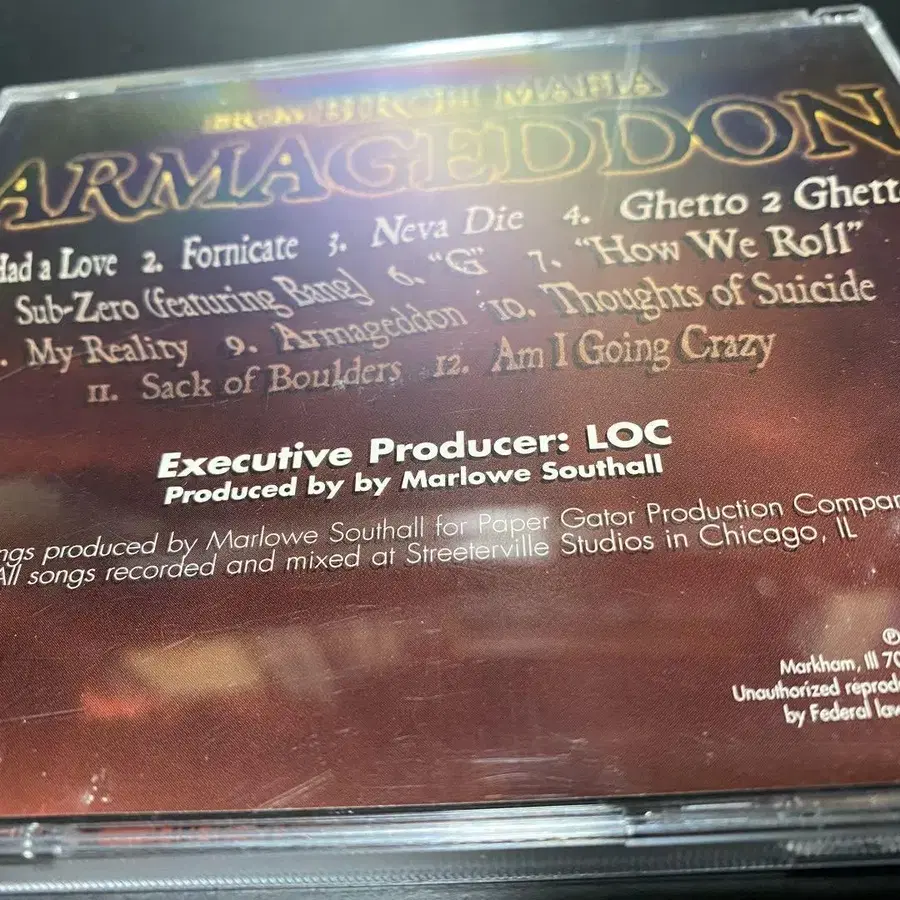 MAFIA
ARMAGEDDON
Had a Love 2. Fornicate 3. Neva Die 4. Ghetto 2 Ghett
Sub-Zero (featuring Bang) 6. "G" 7. "How We Roll"
. My Reality 9. Armageddon 10. Thoughts of Suicide
11. Sack of Boulders 12. Am I Going Crazy
Executive Producer: LOC
Produced by by Marlowe Southall
ngs produced by Marlowe Southall for Paper Gator Production Compan
All songs recorded and mixed at Streeterville Studios in Chicago, IL
℗
Markham, Ill 70
Unauthorized reprod
by Federal law